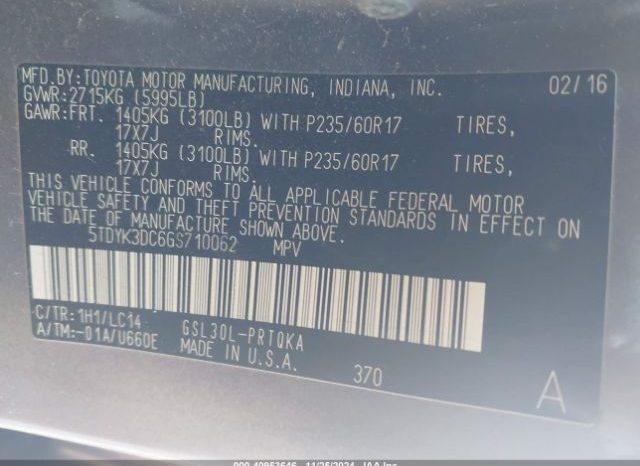 MFD.BY:TOYOTA MOTOR MANUFACTURING, INDIANA, INC. 02/16
GVWR:2715KG (5995LB)
GAWR:FRT. 1405KG (3100LB) WITH P235/60R17 TIRES,
17X7J RIMS.
RR. 1405KG (3100LB) WITH P235/60R17 TIRES,
17X7J RIMS.
THIS VEHICLE CONFORMS TO ALL APPLICABLE FEDERAL MOTOR
VEHICLE SAFETY AND THEFT PREVENTION STANDARDS IN EFFECT ON
THE DATE OF MANUFACTURE SHOWN ABOVE.
5TDYK3DC6GS710062 MPV
C/TR:1H1/LC14 GSL30L-PRTQKA
A/TM:-01A/U660E MADE IN U.S.A.
370 A